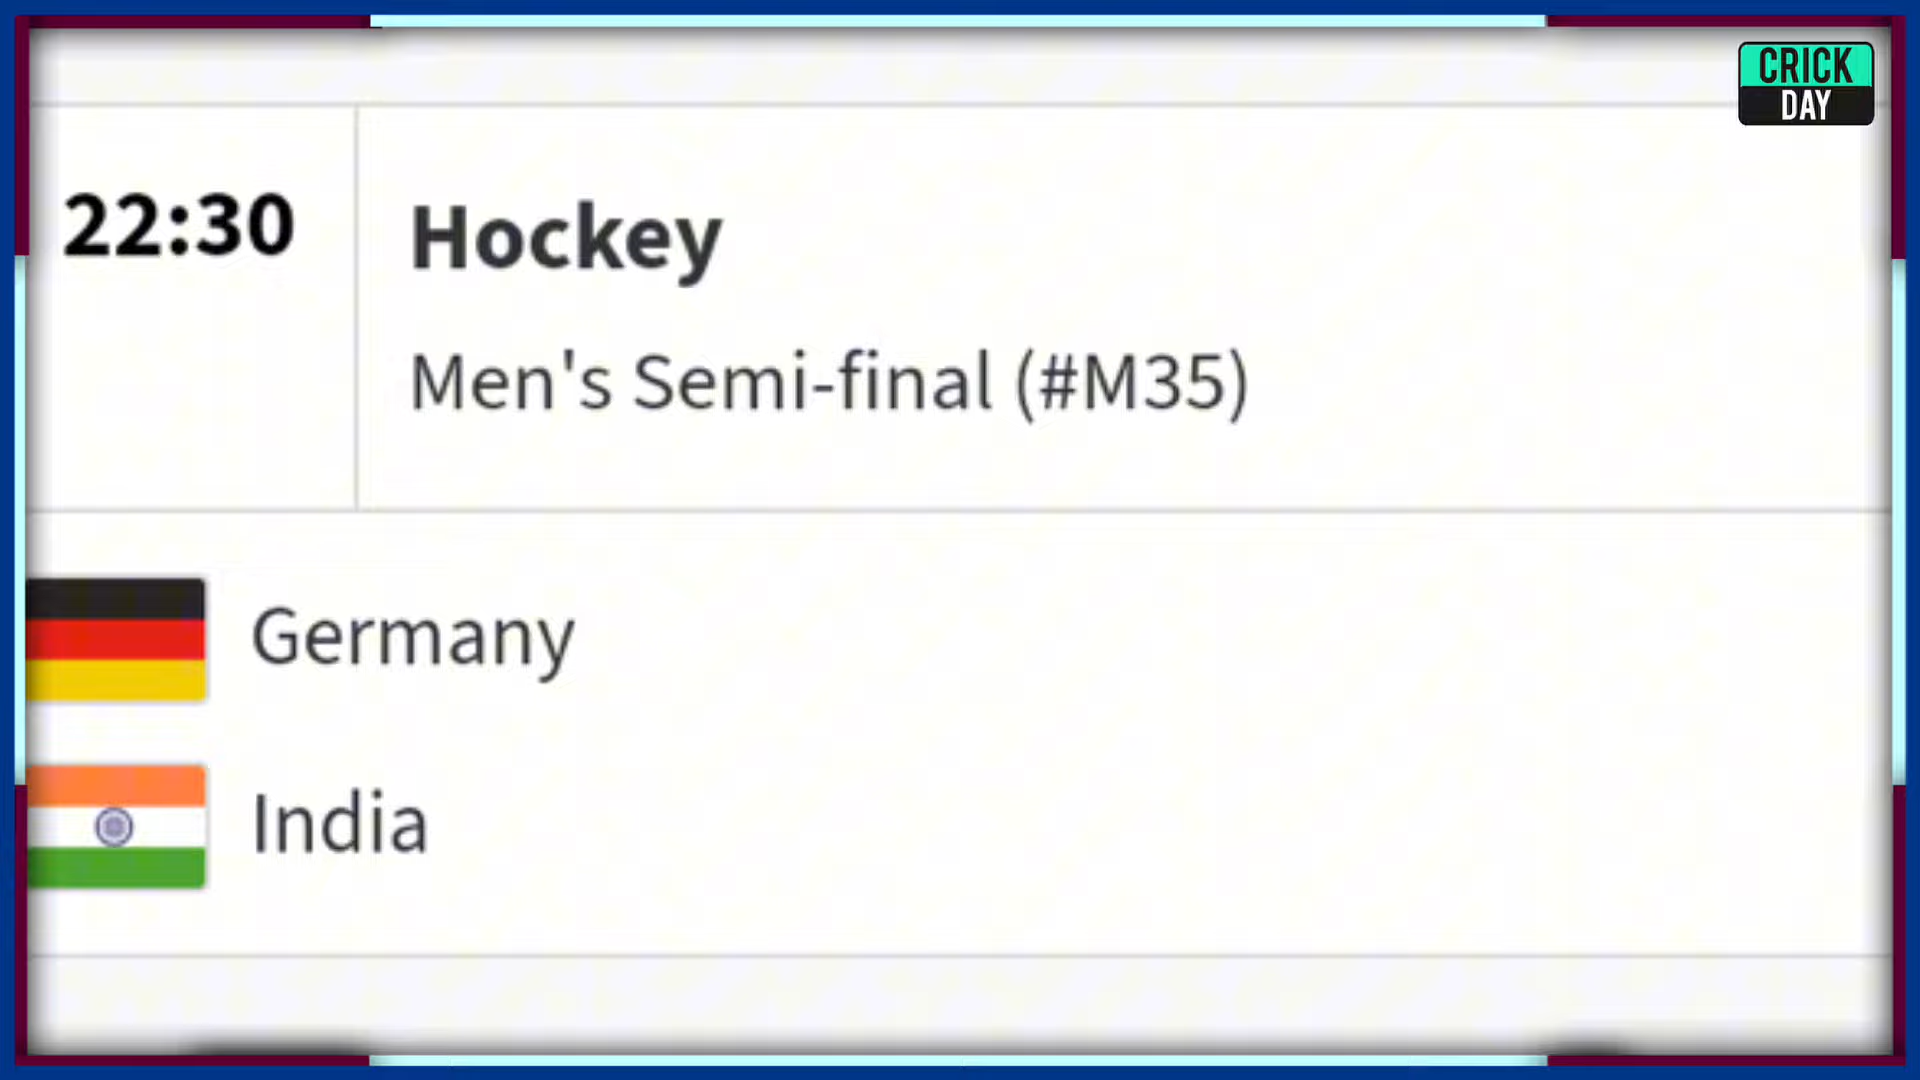 CRICK
DAY
22:30
Hockey
Men's Semi-final (#M35)
Germany
India